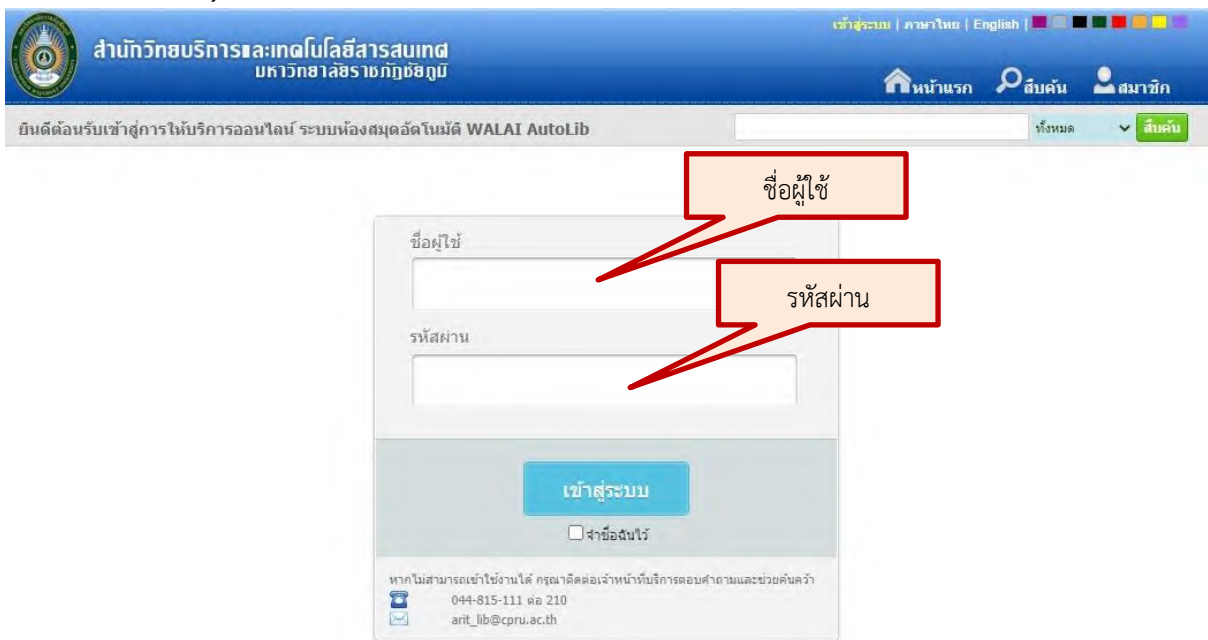 เข้าสู่ระบบ | ภาษาไทย | English |
สำนักวิทยบริการและเทคโนโลยีสารสนเทศ
มหาวิทยาลัยราชภัฏชัยภูมิ
หน้าแรก สืบค้น สมาชิก
ยินดีต้อนรับเข้าสู่การให้บริการออนไลน์ ระบบห้องสมุดอัตโนมัติ WALAI AutoLib ทั้งหมด สืบค้น
ชื่อผู้ใช้
ชื่อผู้ใช้
รหัสผ่าน
รหัสผ่าน
เข้าสู่ระบบ
จำชื่อฉันไว้
หากไม่สามารถเข้าใช้งานได้ กรุณาติดต่อเจ้าหน้าที่บริการตอบคำถามและช่วยค้นคว้า
044-815-111 ต่อ 210
arit_lib@cpru.ac.th